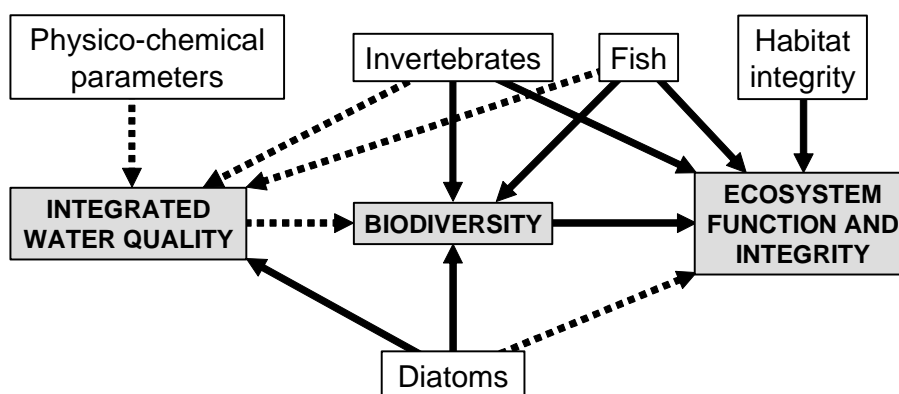 Physico-chemical
parameters
Invertebrates
Fish
Habitat
integrity
INTEGRATED
WATER QUALITY
BIODIVERSITY
ECOSYSTEM
FUNCTION AND
INTEGRITY
Diatoms